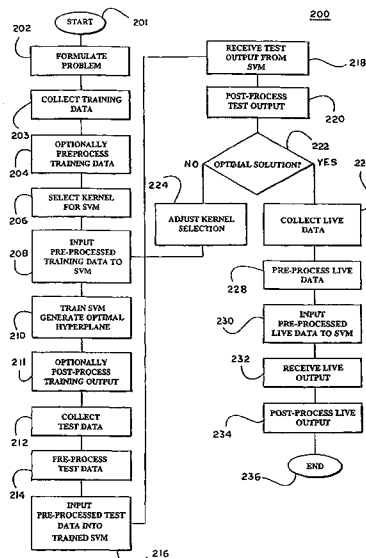 200
START
201
202
FORMULATE
PROBLEM
COLLECT TRAINING
DATA
203
OPTIONALLY
PREPROCESS
TRAINING DATA
204
SELECT KERNEL
FOR SVM
206
INPUT
PRE-PROCESSED
TRAINING DATA TO
SVM
208
TRAIN SVM
GENERATE OPTIMAL
HYPERPLANE
210
OPTIONALLY
POST-PROCESS
TRAINING OUTPUT
211
COLLECT
TEST DATA
212
PRE-PROCESS
TEST DATA
214
INPUT
PRE-PROCESSED TEST
DATA INTO
TRAINED SVM
216
RECEIVE TEST
OUTPUT FROM
SVM
218
POST-PROCESS
TEST OUTPUT
220
222
NO
OPTIMAL SOLUTION?
YES
224
ADJUST KERNEL
SELECTION
COLLECT LIVE
DATA
PRE-PROCESS LIVE
DATA
228
INPUT
PRE-PROCESSED
LIVE DATA TO SVM
230
RECEIVE LIVE
OUTPUT
232
POST-PROCESS LIVE
OUTPUT
234
END
236